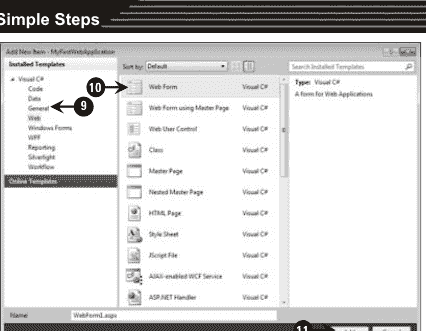 Simple Steps
Add New Item - MyFirstWebApplication
Installed Templates
Sort by: Default
Search Installed Templates
Visual C#
Code
Data
General
Web
Windows Forms
WPF
Reporting
Silverlight
Workflow
Online Templates
9
10
Web Form Visual C#
Web Form using Master Page Visual C#
Web User Control Visual C#
Class Visual C#
Master Page Visual C#
Nested Master Page Visual C#
HTML Page Visual C#
Style Sheet Visual C#
JScript File Visual C#
AJAX-enabled WCF Service Visual C#
ASP.NET Handler Visual C#
Type: Visual C#
A form for Web Applications
Name WebForm1.aspx
11